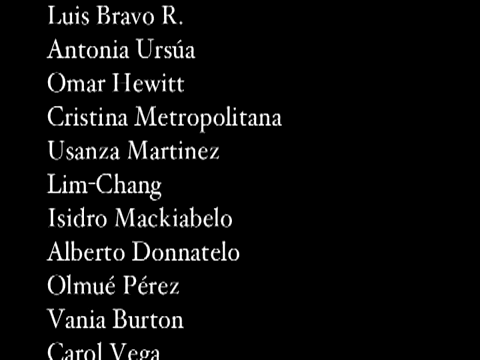 Luis Bravo R.
Antonia Ursúa
Omar Hewitt
Cristina Metropolitana
Usanza Martinez
Lim-Chang
Isidro Mackiabelo
Alberto Donnatelo
Olmué Pérez
Vania Burton
Carol Vega